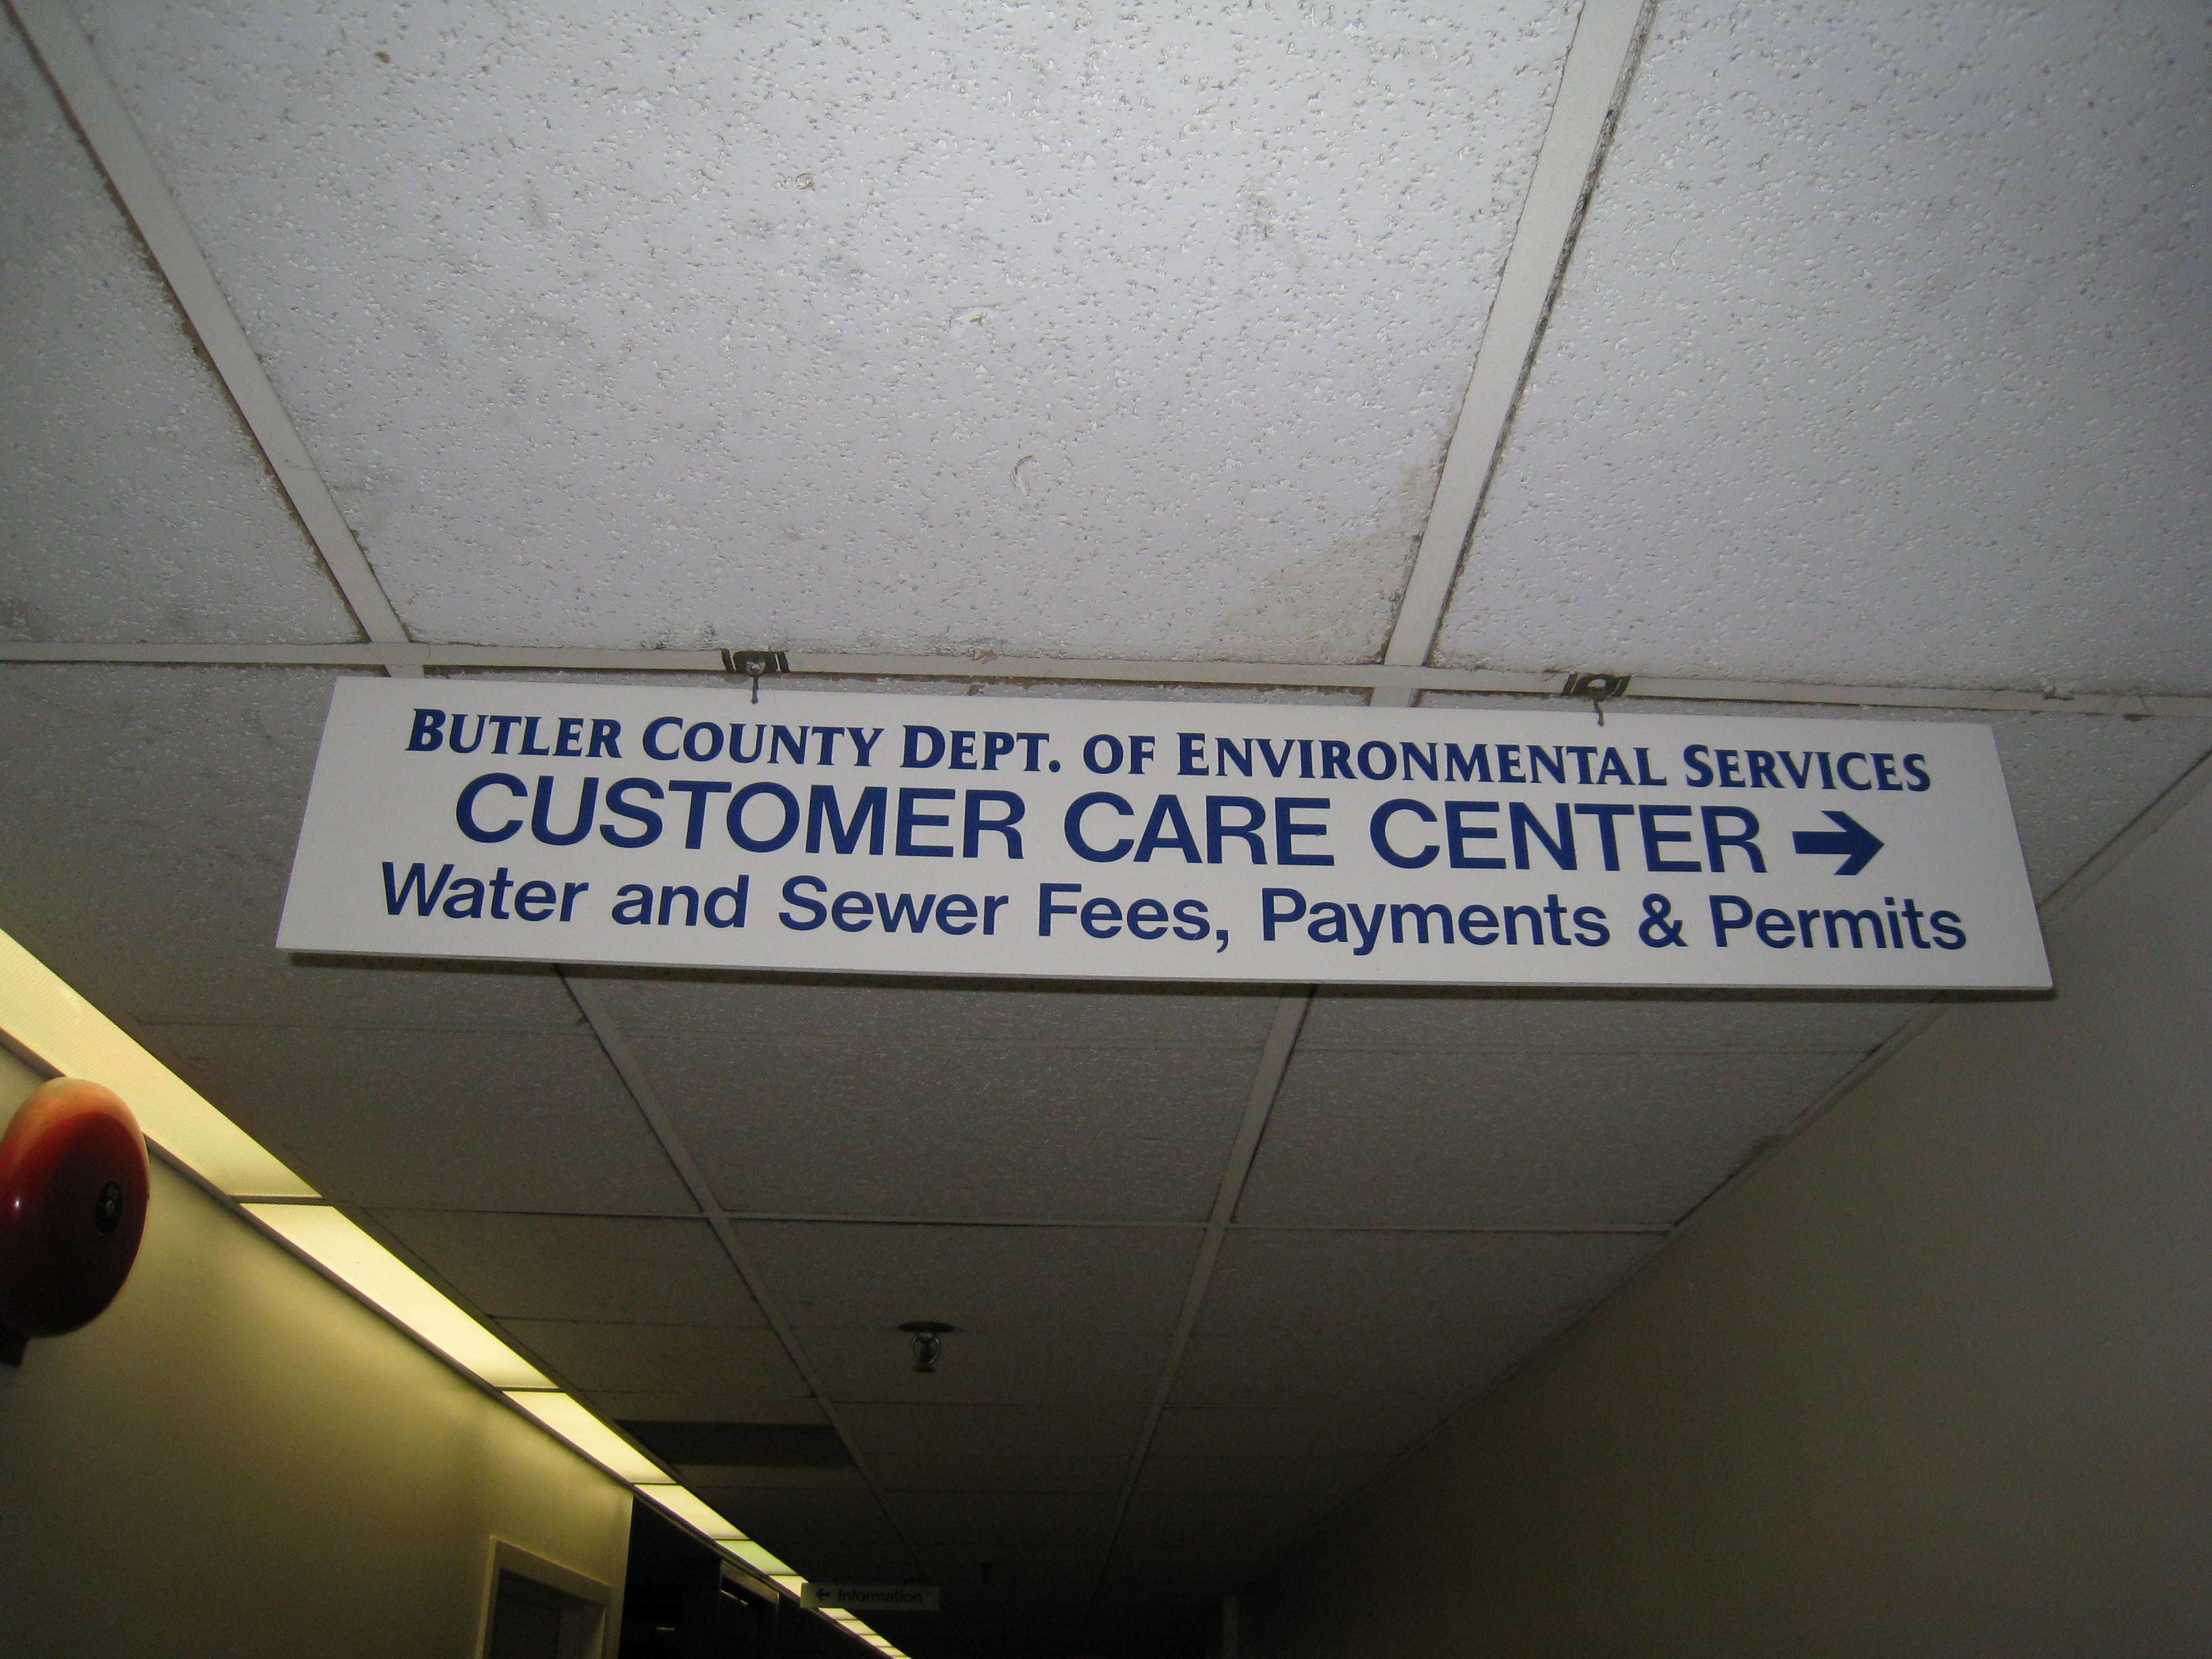 BUTLER COUNTY DEPT. OF ENVIRONMENTAL SERVICES
CUSTOMER CARE CENTER →
Water and Sewer Fees, Payments & Permits
← Information